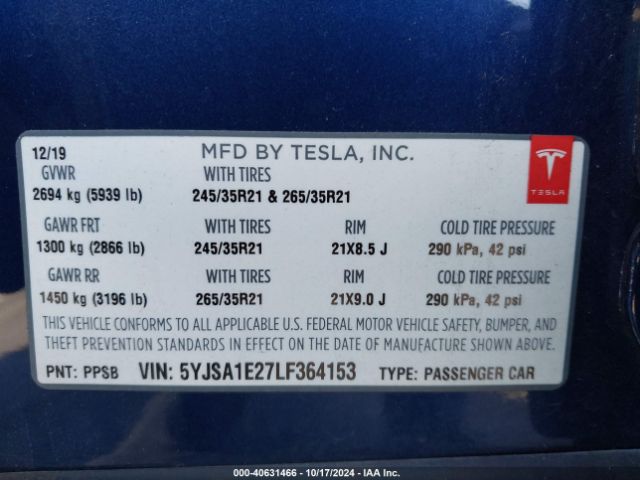 12/19 MFD BY TESLA, INC.
TESLA
GVWR WITH TIRES
2694 kg (5939 lb) 245/35R21 & 265/35R21
GAWR FRT WITH TIRES RIM COLD TIRE PRESSURE
1300 kg (2866 lb) 245/35R21 21X8.5 J 290 kPa, 42 psi
GAWR RR WITH TIRES RIM COLD TIRE PRESSURE
1450 kg (3196 lb) 265/35R21 21X9.0 J 290 kPa, 42 psi
THIS VEHICLE CONFORMS TO ALL APPLICABLE U.S. FEDERAL MOTOR VEHICLE SAFETY, BUMPER, AND
THEFT PREVENTION STANDARDS IN EFFECT ON THE DATE OF MANUFACTURE SHOWN ABOVE.
PNT: PPSB VIN: 5YJSA1E27LF364153 TYPE: PASSENGER CAR
000-40631466 - 10/17/2024 - IAA Inc.